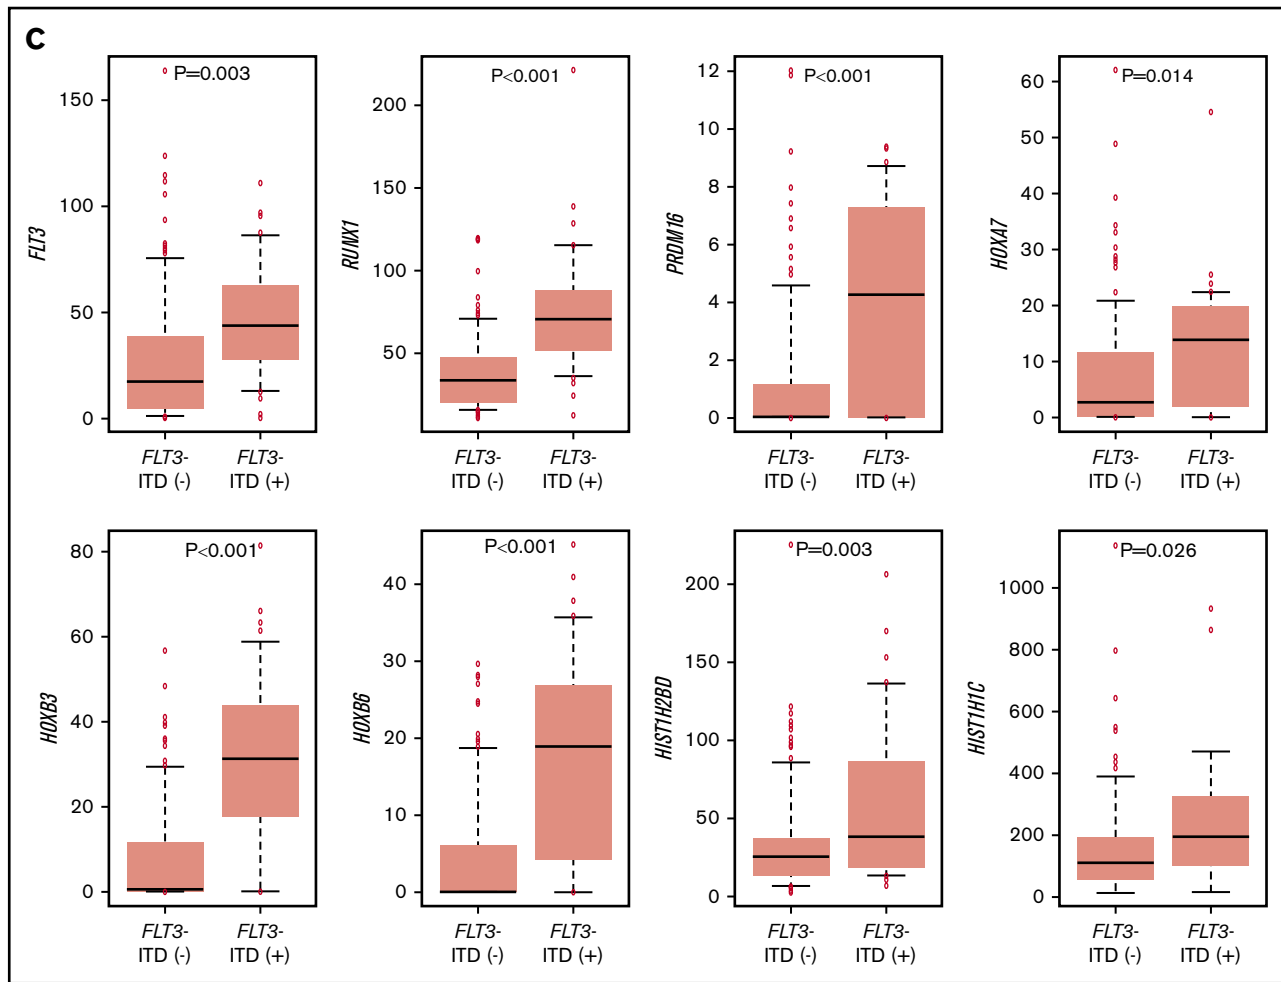 C
P=0.003
150
100
50
0
FLT3
FLT3-
ITD (-)
FLT3-
ITD (+)
P<0.001
200
150
100
50
RUNX1
FLT3-
ITD (-)
FLT3-
ITD (+)
P<0.001
12
10
8
6
4
2
0
PRDM16
FLT3-
ITD (-)
FLT3-
ITD (+)
P=0.014
60
50
40
30
20
10
0
HOXA7
FLT3-
ITD (-)
FLT3-
ITD (+)
P<0.001
80
60
40
20
0
HOXB3
FLT3-
ITD (-)
FLT3-
ITD (+)
P<0.001
40
30
20
10
0
HOXB6
FLT3-
ITD (-)
FLT3-
ITD (+)
P=0.003
200
150
100
50
0
HIST1H2BD
FLT3-
ITD (-)
FLT3-
ITD (+)
P=0.026
1000
800
600
400
200
0
HIST1H1C
FLT3-
ITD (-)
FLT3-
ITD (+)